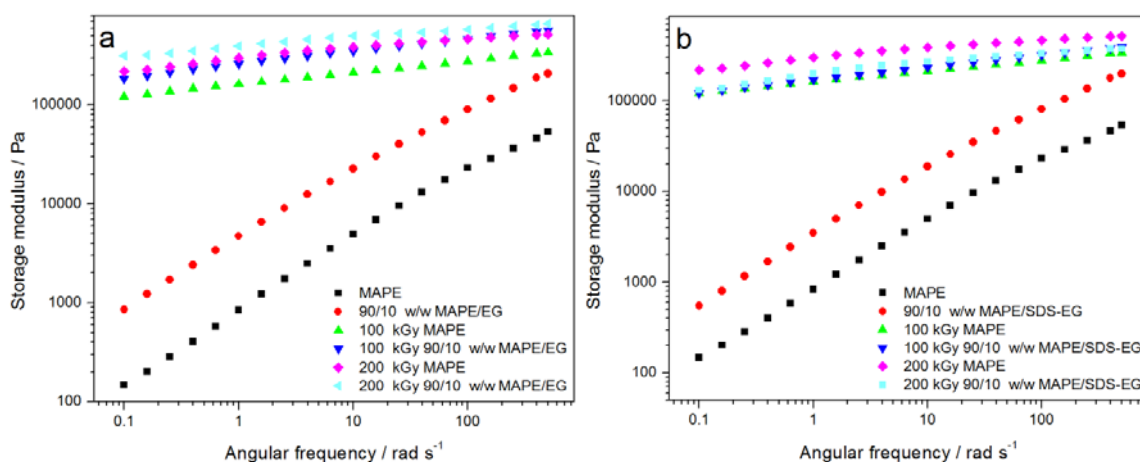 a
Storage modulus / Pa
100000
10000
1000
100
MAPE
90/10 w/w MAPE/EG
100 kGy MAPE
100 kGy 90/10 w/w MAPE/EG
200 kGy MAPE
200 kGy 90/10 w/w MAPE/EG
0.1 1 10 100
Angular frequency / rad s⁻¹
b
Storage modulus / Pa
100000
10000
1000
100
MAPE
90/10 w/w MAPE/SDS-EG
100 kGy MAPE
100 kGy 90/10 w/w MAPE/SDS-EG
200 kGy MAPE
200 kGy 90/10 w/w MAPE/SDS-EG
0.1 1 10 100
Angular frequency / rad s⁻¹